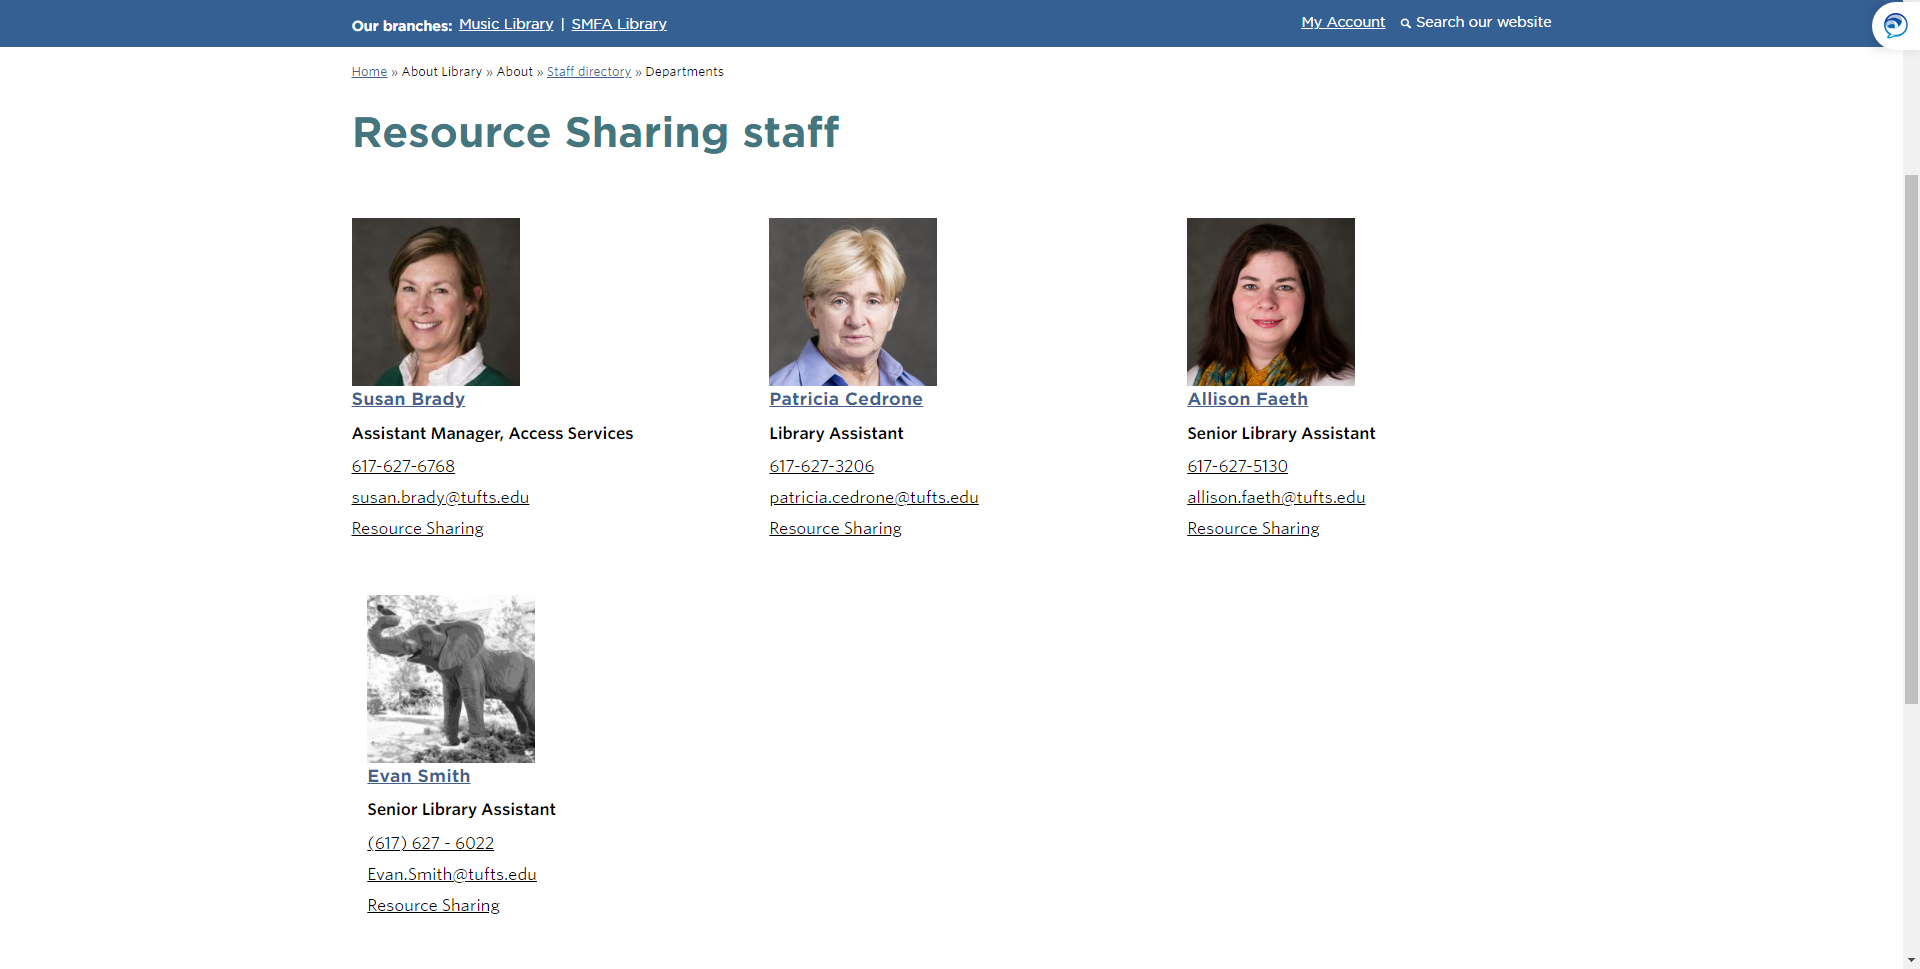 Our branches: Music Library | SMFA Library
My Account Search our website
Home » About Library » About » Staff directory » Departments
Resource Sharing staff
Susan Brady
Assistant Manager, Access Services
617-627-6768
susan.brady@tufts.edu
Resource Sharing
Patricia Cedrone
Library Assistant
617-627-3206
patricia.cedrone@tufts.edu
Resource Sharing
Allison Faeth
Senior Library Assistant
617-627-5130
allison.faeth@tufts.edu
Resource Sharing
Evan Smith
Senior Library Assistant
(617) 627 - 6022
Evan.Smith@tufts.edu
Resource Sharing